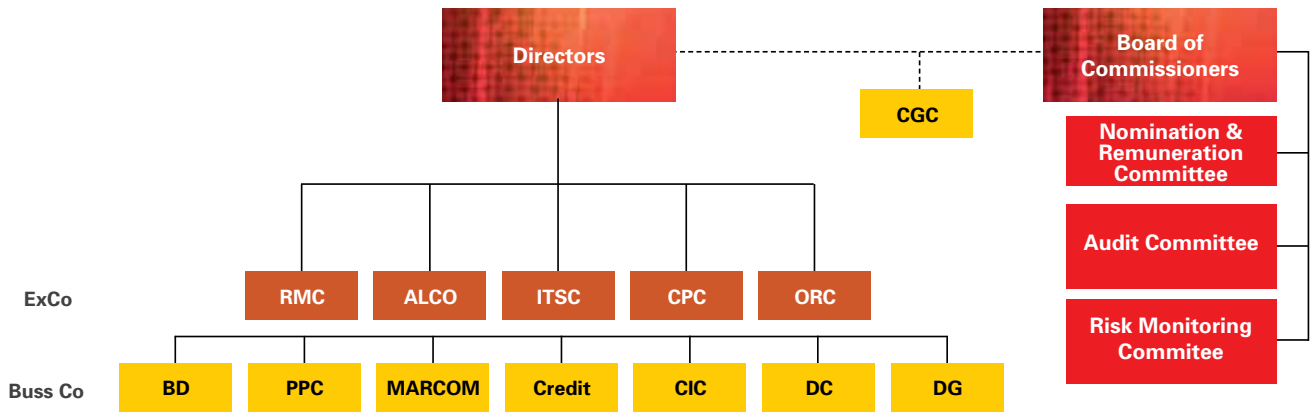 Directors
Board of
Commissioners
CGC
Nomination &
Remuneration
Committee
Audit Committee
ExCo
RMC
ALCO
ITSC
CPC
ORC
Risk Monitoring
Commitee
Buss Co
BD
PPC
MARCOM
Credit
CIC
DC
DG